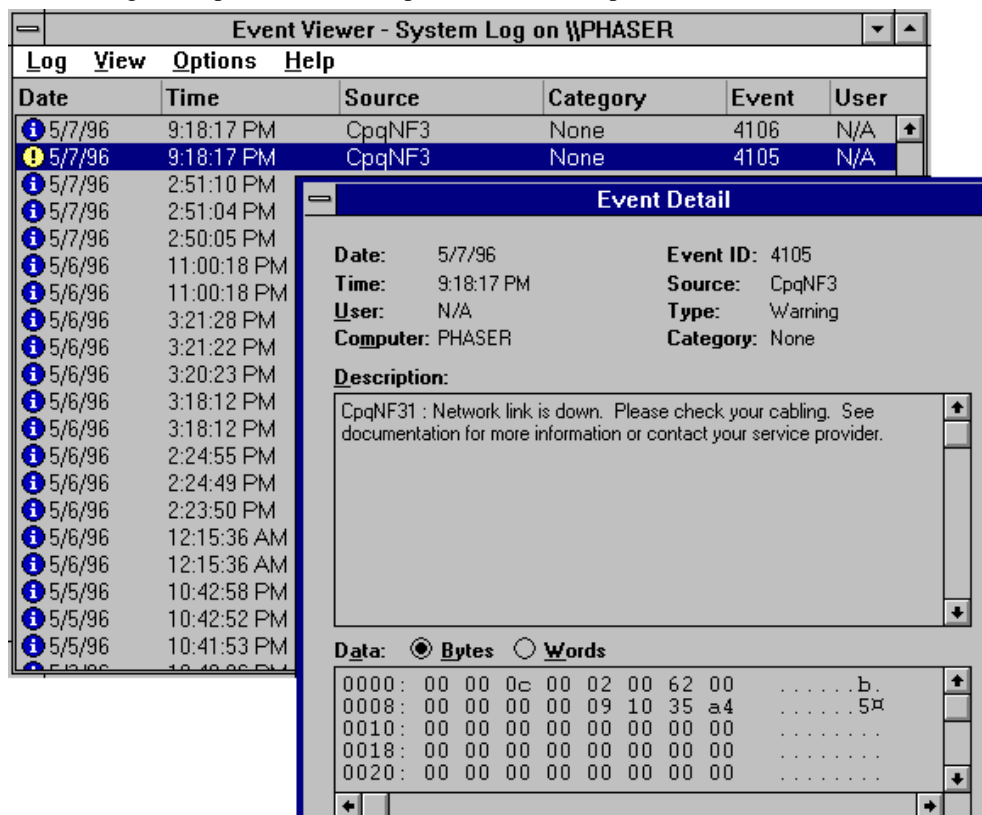 Event Viewer - System Log on \\PHASER
Log View Options Help
Date Time Source Category Event User
5/7/96 9:18:17 PM CpqNF3 None 4106 N/A
5/7/96 9:18:17 PM CpqNF3 None 4105 N/A
5/7/96 2:51:10 PM
5/7/96 2:51:04 PM
5/7/96 2:50:05 PM
5/6/96 11:00:18 PM
5/6/96 11:00:18 PM
5/6/96 3:21:28 PM
5/6/96 3:21:22 PM
5/6/96 3:20:23 PM
5/6/96 3:18:12 PM
5/6/96 3:18:12 PM
5/6/96 2:24:55 PM
5/6/96 2:24:49 PM
5/6/96 2:23:50 PM
5/6/96 12:15:36 AM
5/6/96 12:15:36 AM
5/5/96 10:42:58 PM
5/5/96 10:42:52 PM
5/5/96 10:41:53 PM
Event Detail
Date: 5/7/96 Event ID: 4105
Time: 9:18:17 PM Source: CpqNF3
User: N/A Type: Warning
Computer: PHASER Category: None
Description:
CpqNF31 : Network link is down. Please check your cabling. See
documentation for more information or contact your service provider.
Data: Bytes Words
0000: 00 00 0c 00 02 00 62 00 ......b.
0008: 00 00 00 00 09 10 35 a4 ......5¤
0010: 00 00 00 00 00 00 00 00 ........
0018: 00 00 00 00 00 00 00 00 ........
0020: 00 00 00 00 00 00 00 00 ........